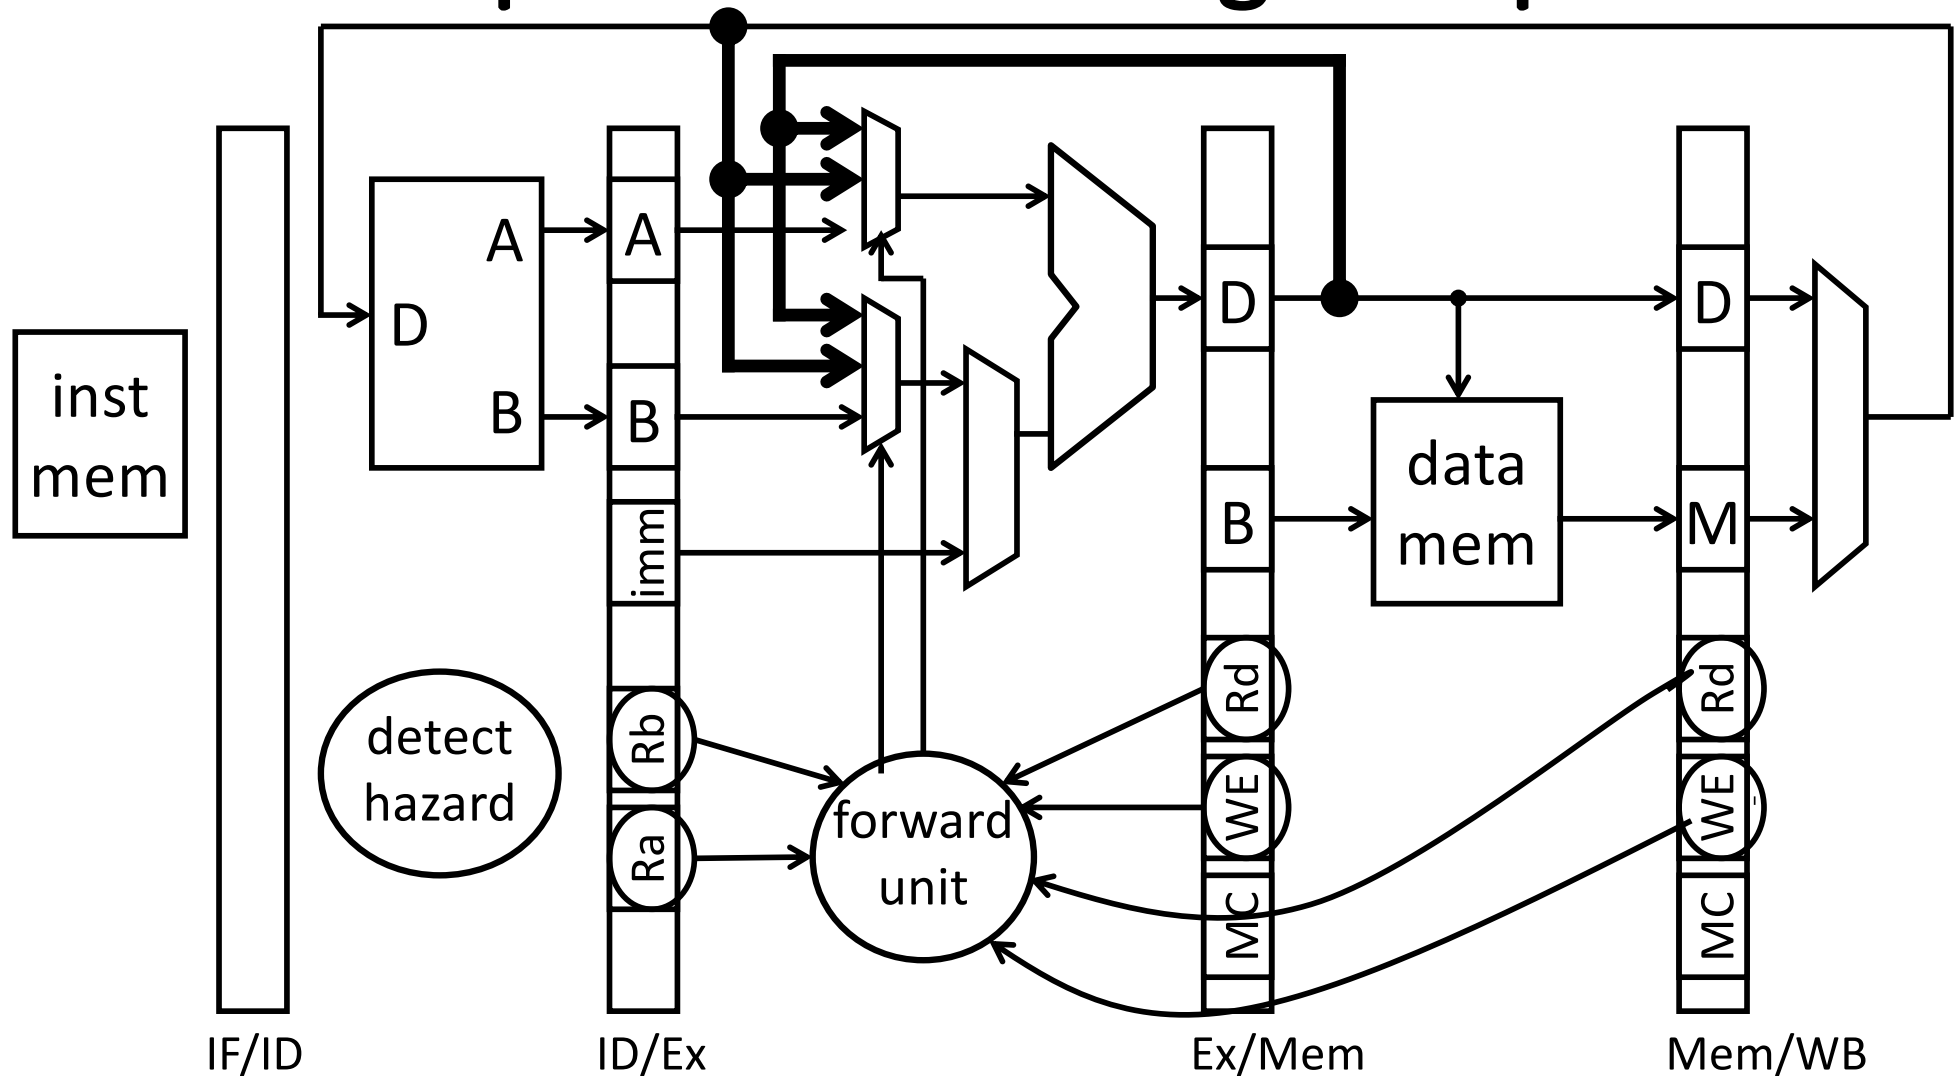 inst
mem
D
A
B
A
B
imm
Rb
Ra
detect
hazard
forward
unit
D
B
Rd
WE
MC
data
mem
D
M
Rd
WE
MC
IF/ID
ID/Ex
Ex/Mem
Mem/WB